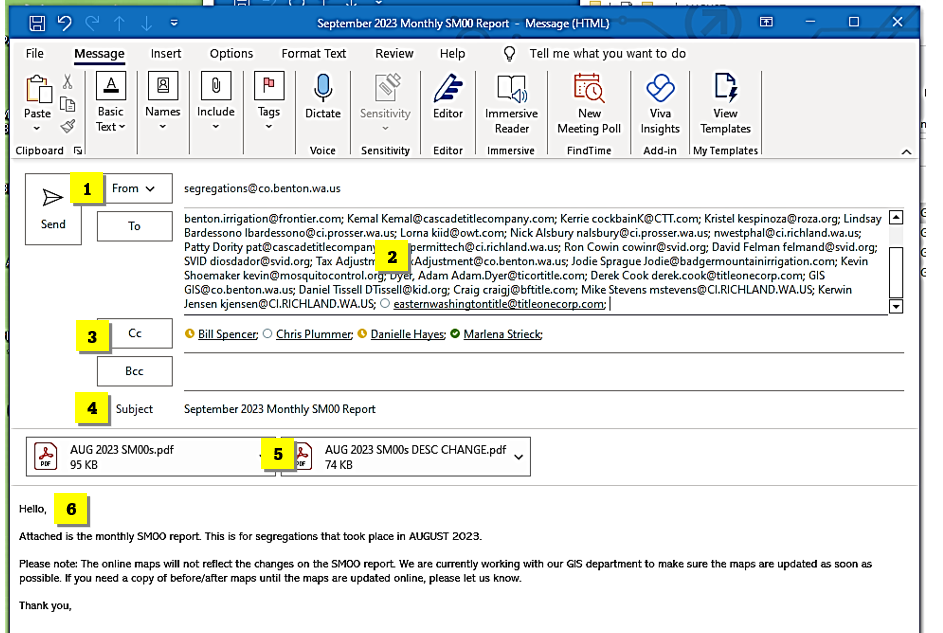 September 2023 Monthly SM00 Report - Message (HTML)
File Message Insert Options Format Text Review Help Tell me what you want to do
Paste Basic Text Names Include Tags Dictate Sensitivity Editor Immersive Reader New Meeting Poll Viva Insights View Templates
Clipboard Voice Sensitivity Editor Immersive FindTime Add-in My Templates
Send
1 From segregations@co.benton.wa.us
To
benton.irrigation@frontier.com; Kemal Kemal@cascadetitlecompany.com; Kerrie cockbainK@CTT.com; Kristel kespinoza@roza.org; Lindsay
Bardessono lbardessono@ci.prosser.wa.us; Lorna kiid@owt.com; Nick Alsbury nalsbury@ci.prosser.wa.us; nwestphal@ci.richland.wa.us;
Patty Dority pat@cascadetitlecompany permittech@ci.richland.wa.us; Ron Cowin cowinr@svid.org; David Felman felmand@svid.org;
SVID diosdador@svid.org; Tax Adjustm 2 Adjustment@co.benton.wa.us; Jodie Sprague Jodie@badgermountainirrigation.com; Kevin
Shoemaker kevin@mosquitocontrol.org; Dyer, Adam Adam.Dyer@ticortitle.com; Derek Cook derek.cook@titleonecorp.com; GIS
GIS@co.benton.wa.us; Daniel Tissell DTissell@kid.org; Craig craigj@bftitle.com; Mike Stevens mstevens@CI.RICHLAND.WA.US; Kerwin
Jensen kjensen@CI.RICHLAND.WA.US; easternwashingtontitle@titleonecorp.com;
3 Cc Bill Spencer; Chris Plummer; Danielle Hayes; Marlena Strieck;
Bcc
4 Subject September 2023 Monthly SM00 Report
AUG 2023 SM00s.pdf
95 KB
5
AUG 2023 SM00s DESC CHANGE.pdf
74 KB
Hello, 6
Attached is the monthly SM00 report. This is for segregations that took place in AUGUST 2023.
Please note: The online maps will not reflect the changes on the SM00 report. We are currently working with our GIS department to make sure the maps are updated as soon as
possible. If you need a copy of before/after maps until the maps are updated online, please let us know.
Thank you,